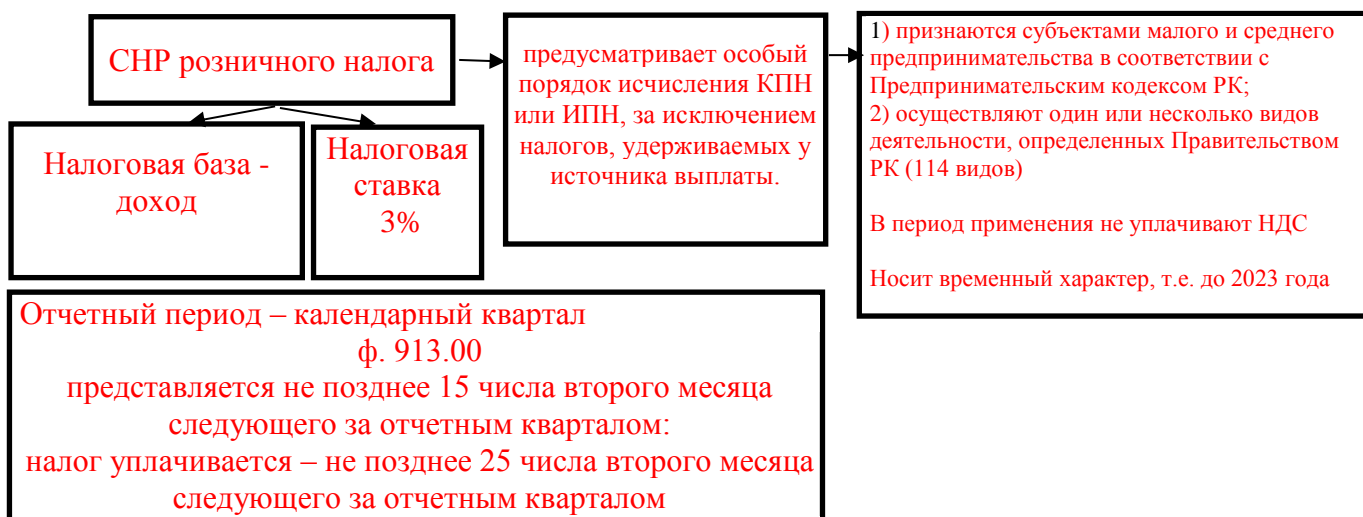 СНР розничного налога
предусматривает особый
порядок исчисления КПН
или ИПН, за исключением
налогов, удерживаемых у
источника выплаты.
1) признаются субъектами малого и среднего
предпринимательства в соответствии с
Предпринимательским кодексом РК;
2) осуществляют один или несколько видов
деятельности, определенных Правительством
РК (114 видов)
В период применения не уплачивают НДС
Носит временный характер, т.е. до 2023 года
Налоговая база -
доход
Налоговая
ставка
3%
Отчетный период – календарный квартал
ф. 913.00
представляется не позднее 15 числа второго месяца
следующего за отчетным кварталом:
налог уплачивается – не позднее 25 числа второго месяца
следующего за отчетным кварталом